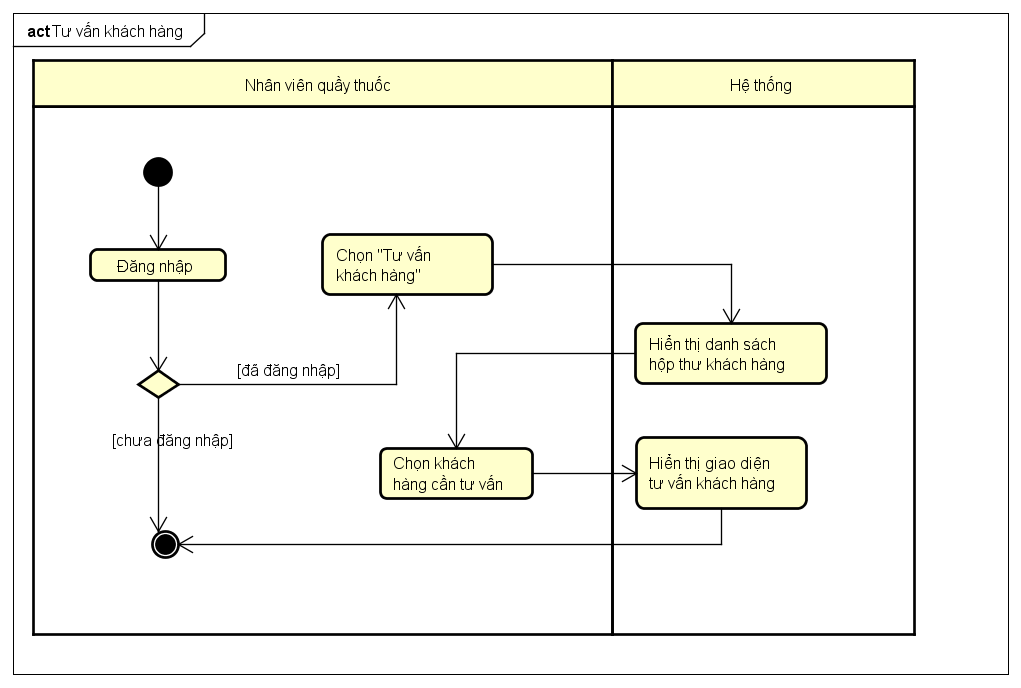 act Tư vấn khách hàng
Nhân viên quầy thuốc
Hệ thống
Đăng nhập
Chọn "Tư vấn
khách hàng"
Hiển thị danh sách
hộp thư khách hàng
[đã đăng nhập]
[chưa đăng nhập]
Chọn khách
hàng cần tư vấn
Hiển thị giao diện
tư vấn khách hàng